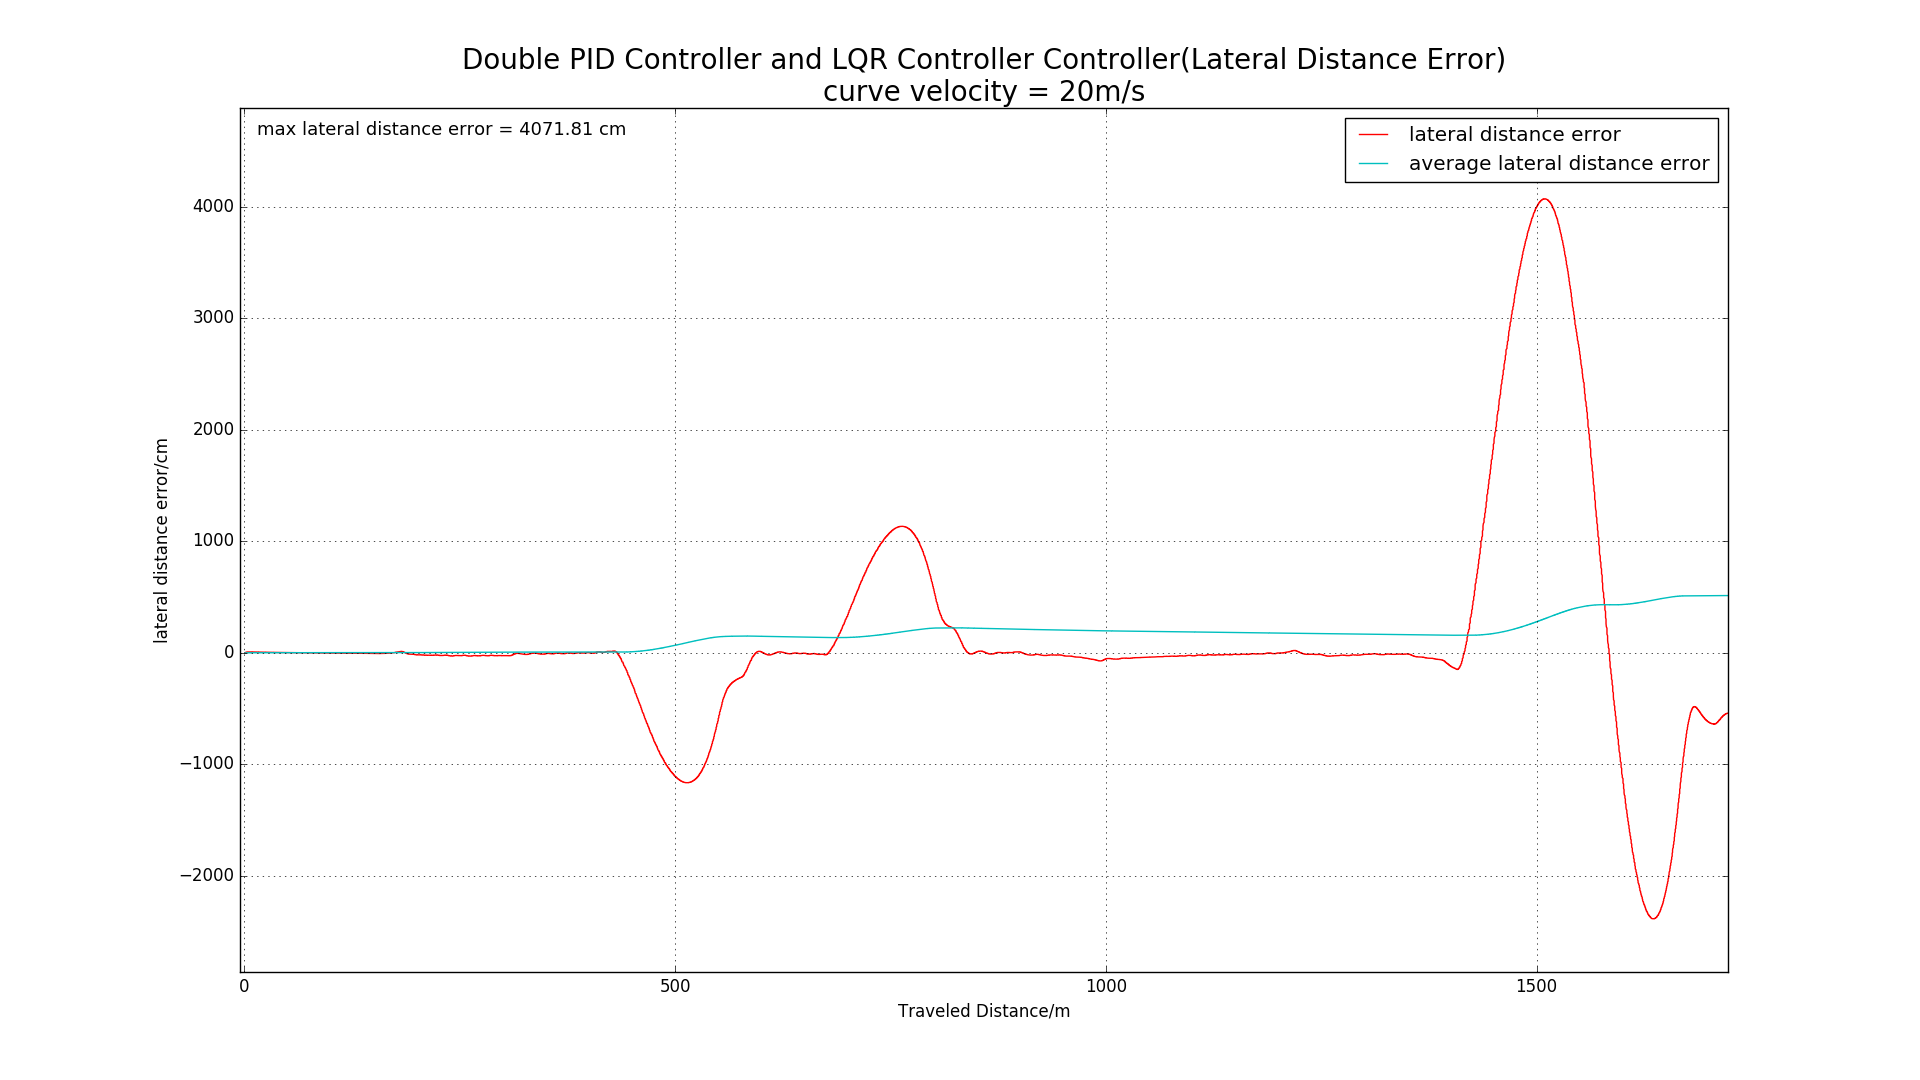 Double PID Controller and LQR Controller Controller(Lateral Distance Error)
curve velocity = 20m/s
max lateral distance error = 4071.81 cm
lateral distance error
average lateral distance error
4000
3000
2000
1000
0
−1000
−2000
lateral distance error/cm
0 500 1000 1500
Traveled Distance/m